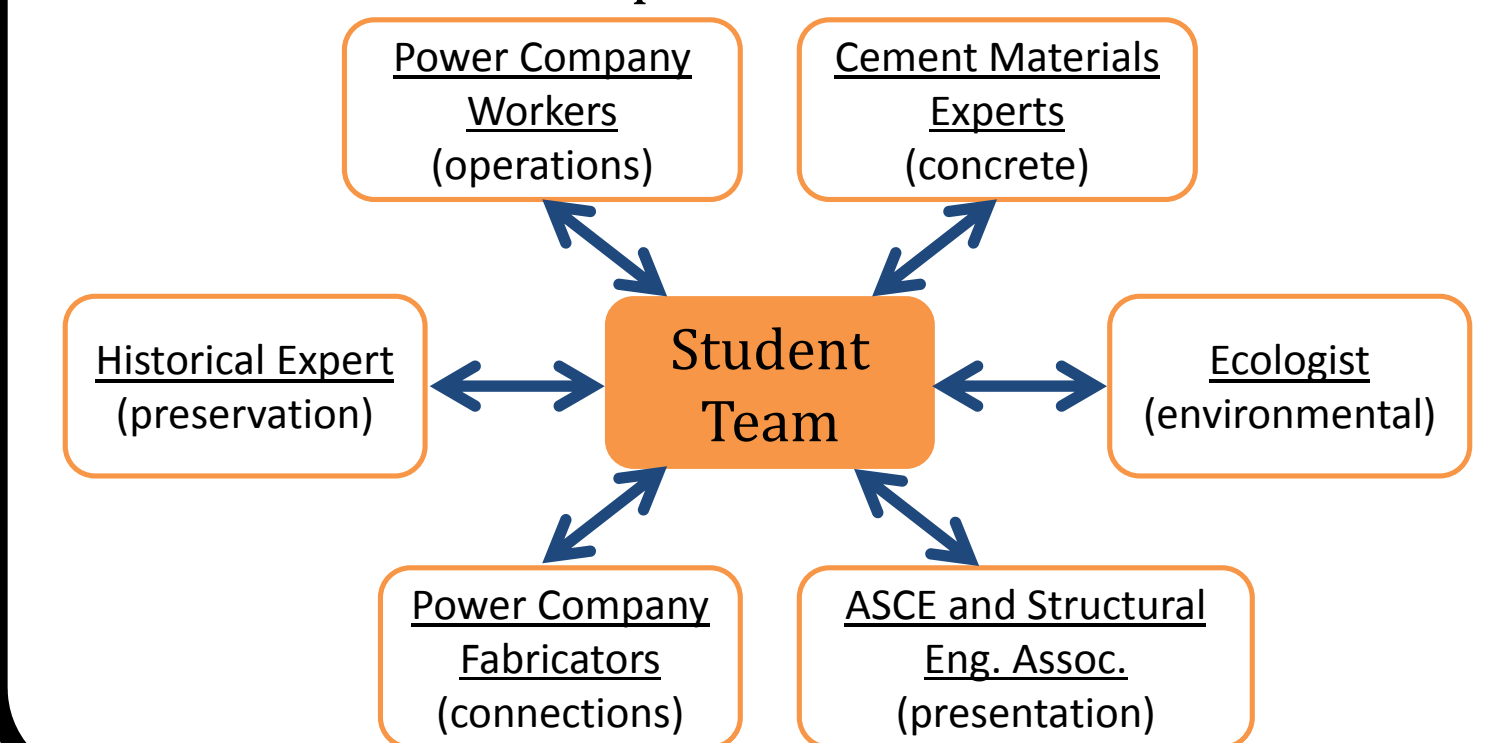 Power Company
Workers
(operations)
Cement Materials
Experts
(concrete)
Historical Expert
(preservation)
Student
Team
Ecologist
(environmental)
Power Company
Fabricators
(connections)
ASCE and Structural
Eng. Assoc.
(presentation)